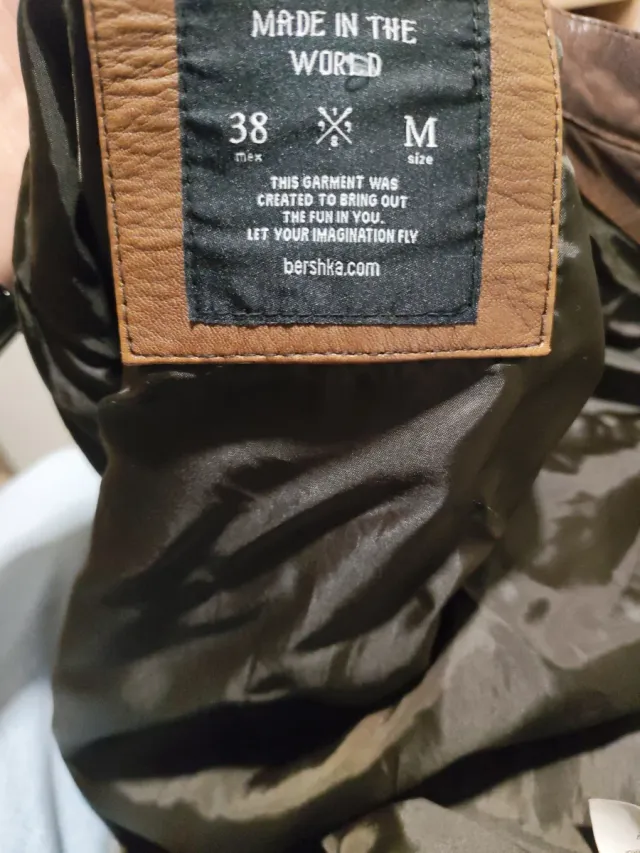 MADE IN THE
WORLD
38 M
mex size
8
THIS GARMENT WAS
CREATED TO BRING OUT
THE FUN IN YOU.
LET YOUR IMAGINATION FLY
bershka.com